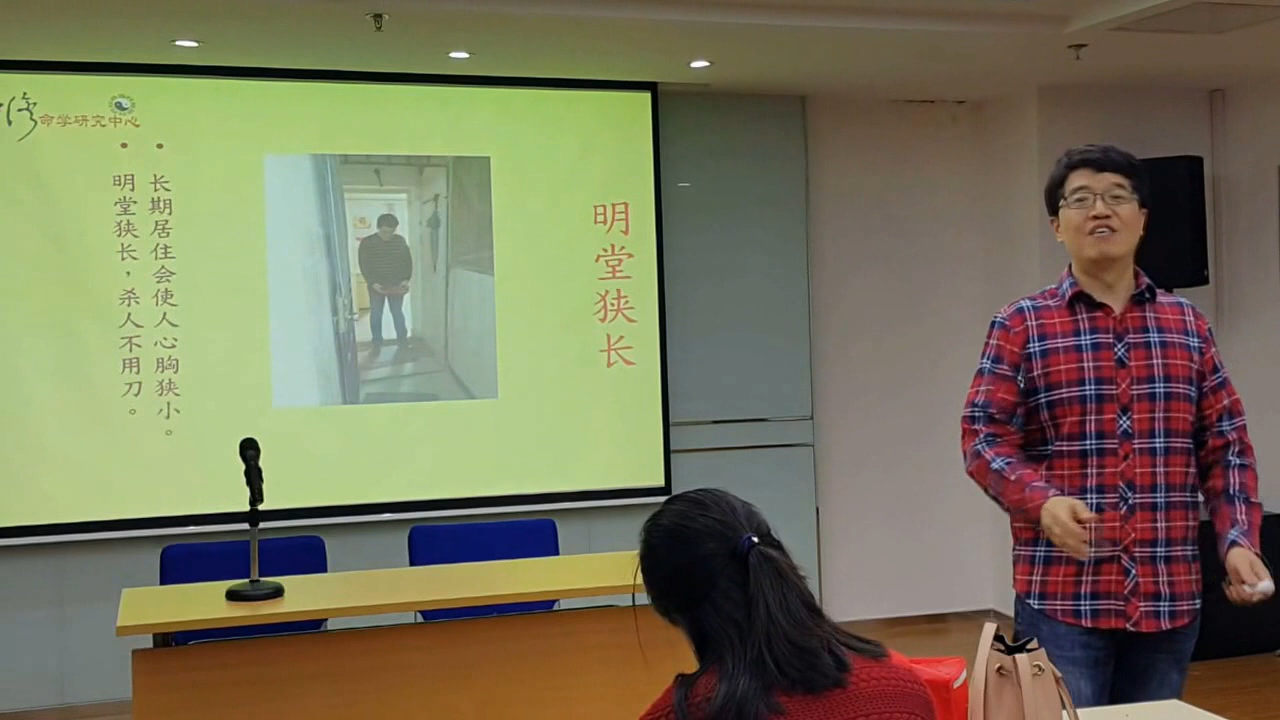 命学研究中心
明堂狭长
长期居住会使人心胸狭小。
明堂狭长，杀人不用刀。